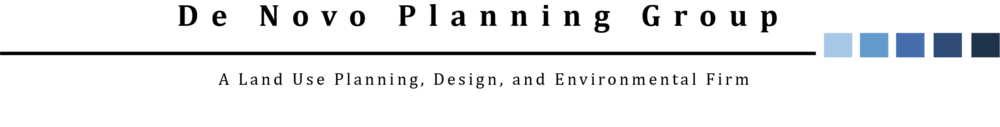 De Novo Planning Group
A Land Use Planning, Design, and Environmental Firm